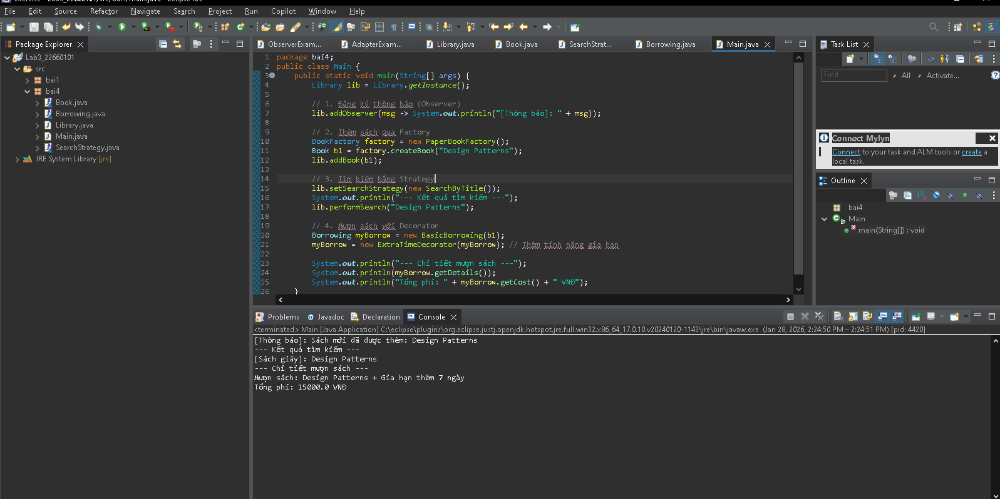 File Edit Source Refactor Navigate Search Project Run Copilot Window Help
Package Explorer
Lab3_22660101
src
bai1
bai4
Book.java
Borrowing.java
Library.java
Main.java
SearchStrategy.java
JRE System Library [jre]
ObserverExam... AdapterExam... Library.java Book.java SearchStrat... Borrowing.java Main.java
1 package bai4;
2 public class Main {
3 public static void main(String[] args) {
4 Library lib = Library.getInstance();
5
6 // 1. Đăng ký thông báo (Observer)
7 lib.addObserver(msg -> System.out.println("[Thông báo]: " + msg));
8
9 // 2. Thêm sách qua Factory
10 BookFactory factory = new PaperBookFactory();
11 Book b1 = factory.createBook("Design Patterns");
12 lib.addBook(b1);
13
14 // 3. Tìm kiếm bằng Strategy
15 lib.setSearchStrategy(new SearchByTitle());
16 System.out.println("--- Kết quả tìm kiếm ---");
17 lib.performSearch("Design Patterns");
18
19 // 4. Mượn sách với Decorator
20 Borrowing myBorrow = new BasicBorrowing(b1);
21 myBorrow = new ExtraTimeDecorator(myBorrow); // Thêm tính năng gia hạn
22
23 System.out.println("--- Chi tiết mượn sách ---");
24 System.out.println(myBorrow.getDetails());
25 System.out.println("Tổng phí: " + myBorrow.getCost() + " VNĐ");
26 }
Problems Javadoc Declaration Console
<terminated> Main [Java Application] C:\eclipse\plugins\org.eclipse.justj.openjdk.hotspot.jre.full.win32.x86_64_17.0.10.v20240120-1143\jre\bin\javaw.exe (Jan 28, 2026, 2:24:50 PM – 2:24:51 PM) [pid: 4420]
[Thông báo]: Sách mới đã được thêm: Design Patterns
--- Kết quả tìm kiếm ---
[Sách giấy]: Design Patterns
--- Chi tiết mượn sách ---
Mượn sách: Design Patterns + Gia hạn thêm 7 ngày
Tổng phí: 15000.0 VNĐ
Task List
Find All Activate...
Connect Mylyn
Connect to your task and ALM tools or create a
local task.
Outline
bai4
Main
main(String[]) : void